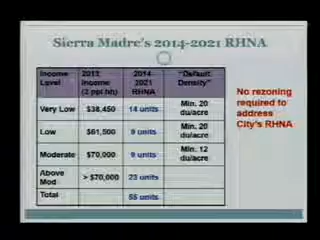 Sierra Madre's 2014-2021 RHNA
Income Level 2013 Income (2 ppl hh) 2014-2021 RHNA "Default Density"
Very Low $38,450 14 units Min. 20 du/acre
Low $61,500 9 units Min. 20 du/acre
Moderate $70,000 9 units Min. 12 du/acre
Above Mod > $70,000 23 units
Total 55 units
No rezoning
required to
address
City's RHNA